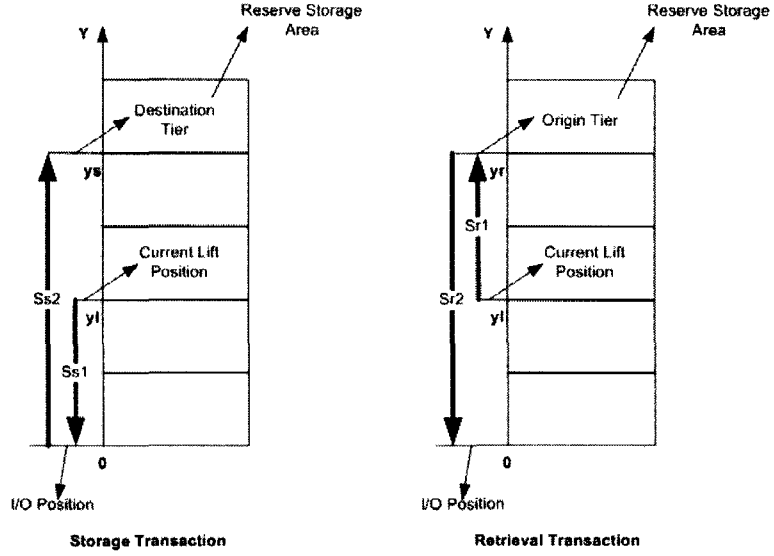 Reserve Storage
Area
Y
Destination
Tier
ys
Current Lift
Position
Ss2
yl
Ss1
0
I/O Position
Storage Transaction
Reserve Storage
Area
Y
Origin Tier
yr
Sr1
Current Lift
Position
Sr2
yl
0
I/O Position
Retrieval Transaction